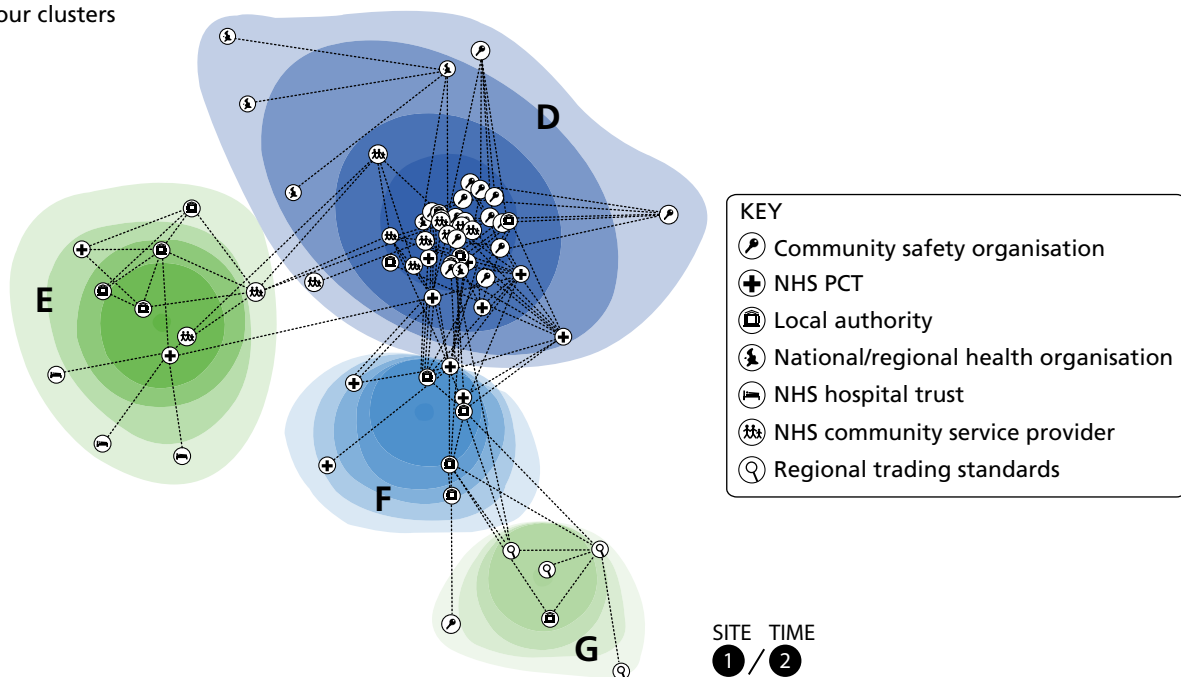 our clusters
D
E
F
G
KEY
Community safety organisation
NHS PCT
Local authority
National/regional health organisation
NHS hospital trust
NHS community service provider
Regional trading standards
SITE TIME
1 / 2